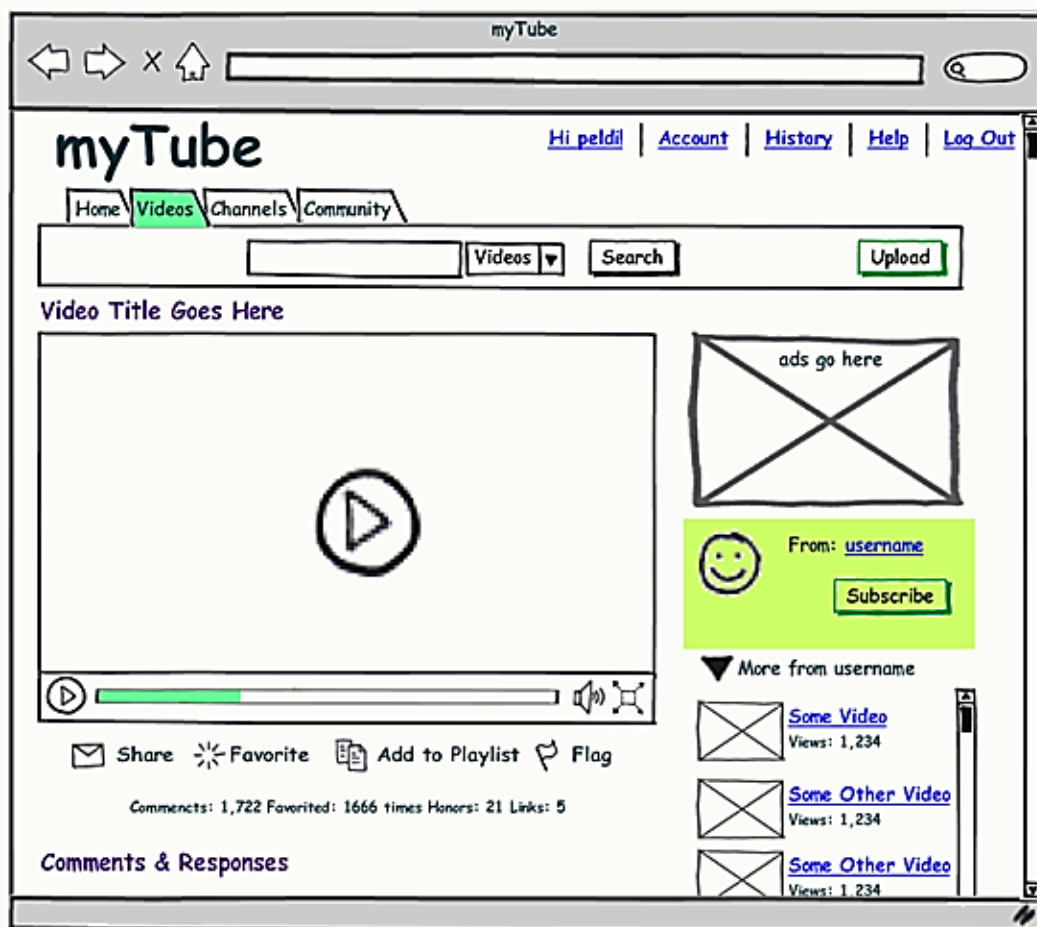 myTube
myTube
Hi peldi! Account History Help Log Out
Home Videos Channels Community
Videos Search Upload
Video Title Goes Here
ads go here
From: username
Subscribe
More from username
Some Video
Views: 1,234
Share Favorite Add to Playlist Flag
Some Other Video
Views: 1,234
Commencts: 1,722 Favorited: 1666 times Honors: 21 Links: 5
Comments & Responses
Some Other Video
Views: 1,234